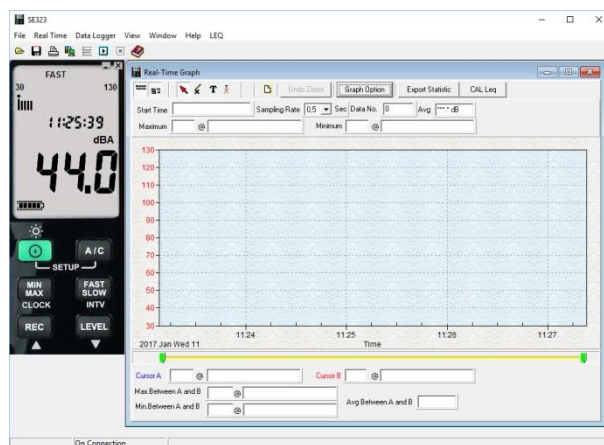 SE323
File Real Time Data Logger View Window Help LEQ
FAST
30 130
11:25:39
dBA
44.0
A/C
SETUP
MIN MAX FAST SLOW
CLOCK INTV
REC LEVEL
Real-Time Graph
Undo Zoom Graph Option Export Statistic CAL Leq
Start Time Sampling Rate 0.5 Sec Data No. 0 Avg ***.* dB
Maximum @ Minimum @
130
120
110
100
90
80
70
60
50
40
30
11:24 11:25 11:26 11:27
2017 Jan Wed 11 Time
Cursor A @ Cursor B @
Max.Between A and B @
Min.Between A and B @ Avg Between A and B
On Connection